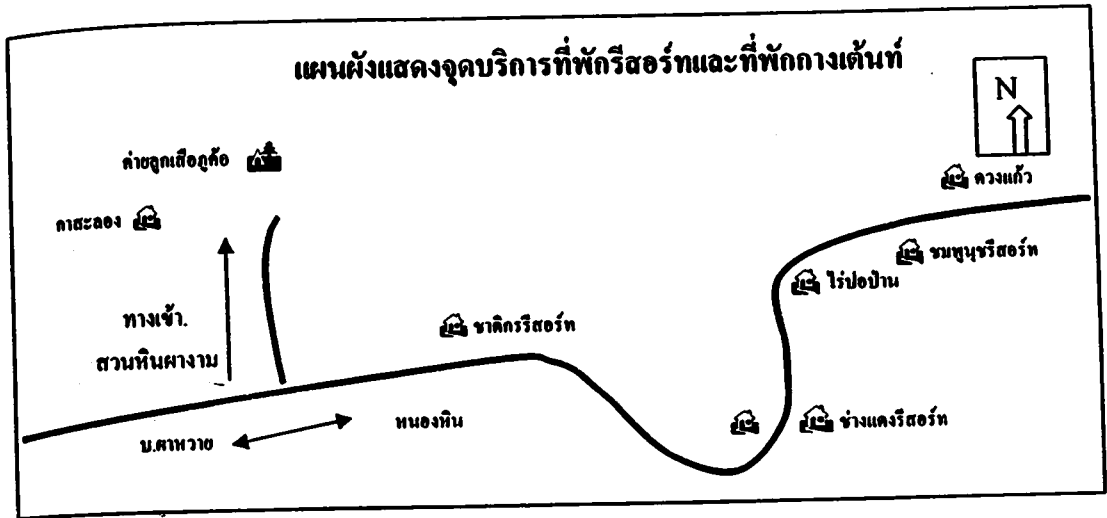 แผนผังแสดงจุดบริการที่พักรีสอร์ทและที่พักกางเต้นท์
N
ค่ายลูกเสือภูค้อ
ดวงแก้ว
คาสะลอง
ชมพูนุชรีสอร์ท
ไร่ปอป่าน
ทางเข้า.
สวนหินผางาม
ชาติกรรีสอร์ท
ช่างแดงรีสอร์ท
หนองหิน
บ.ผาหวาย